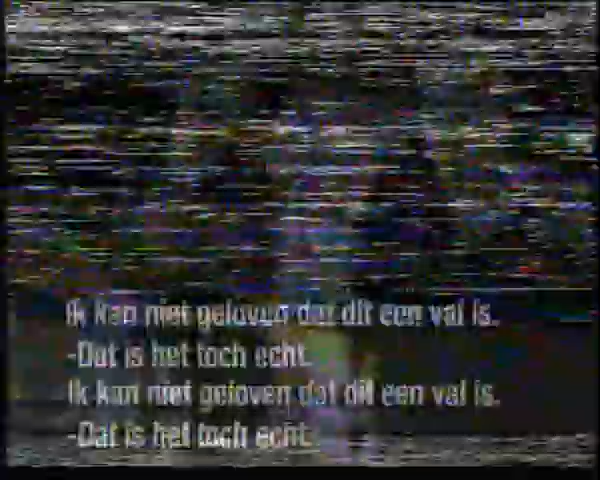 Ik kan niet geloven dat dit een val is.
-Dat is het toch echt.
Ik kan niet geloven dat dit een val is.
-Dat is het toch echt.